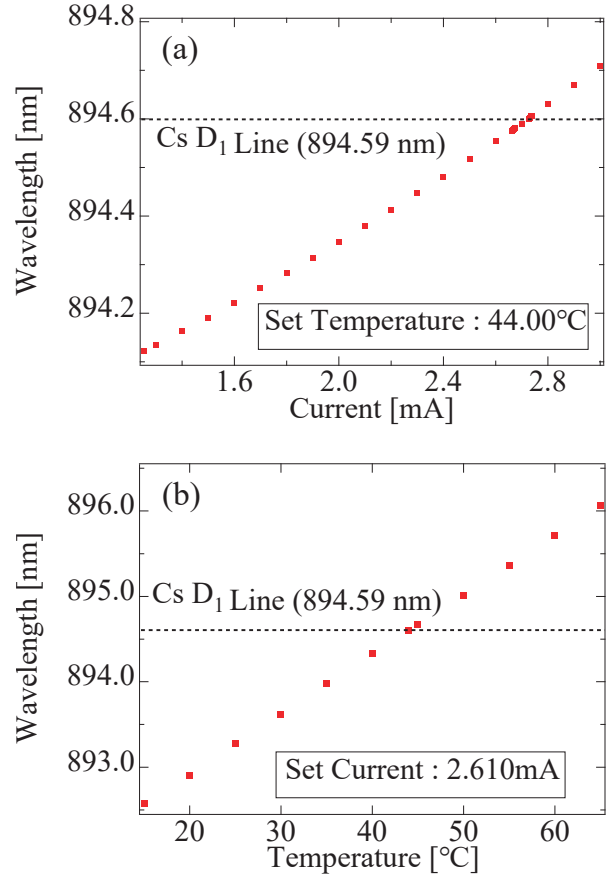 (a)
Wavelength [nm]
894.8
894.6
894.4
894.2
Cs D₁ Line (894.59 nm)
Set Temperature : 44.00°C
1.6 2.0 2.4 2.8
Current [mA]
(b)
Wavelength [nm]
896.0
895.0
894.0
893.0
Cs D₁ Line (894.59 nm)
Set Current : 2.610mA
20 30 40 50 60
Temperature [°C]